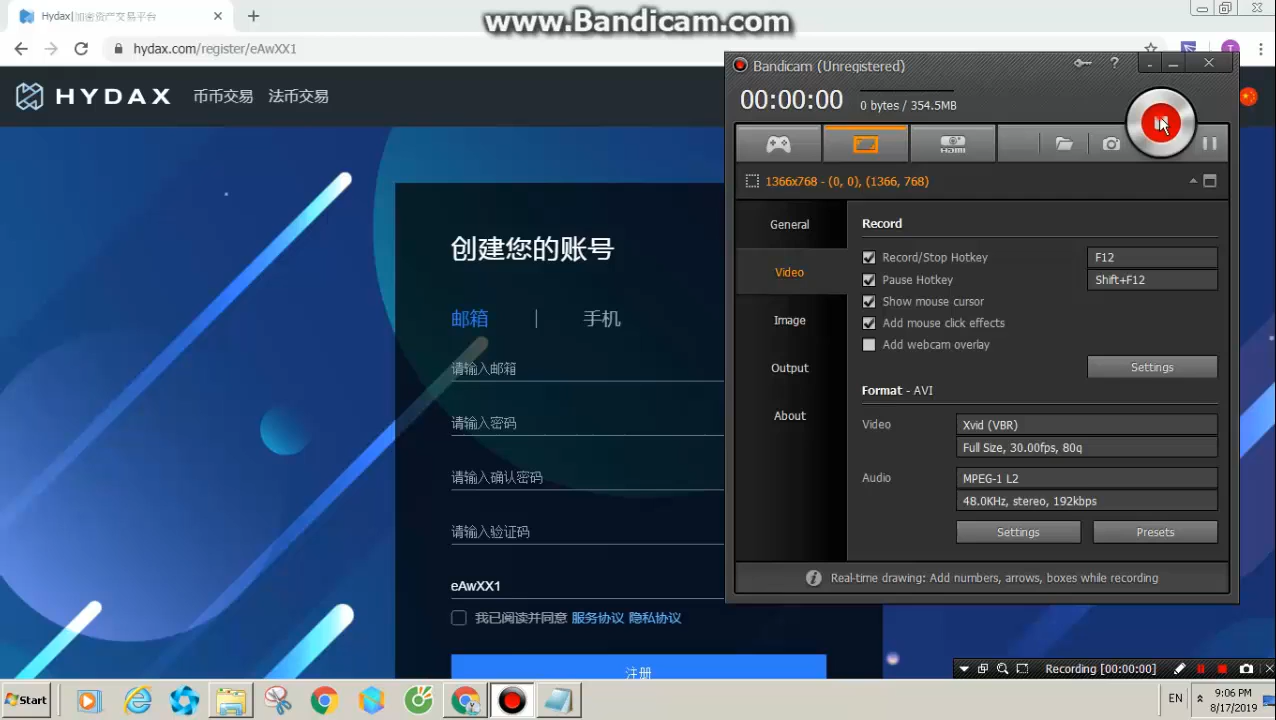 Hydax|加密资产交易平台
www.Bandicam.com
hydax.com/register/eAwXX1
HYDAX
币币交易
法币交易
创建您的账号
邮箱
手机
请输入邮箱
请输入密码
请输入确认密码
请输入验证码
eAwXX1
我已阅读并同意 服务协议 隐私协议
注册
Bandicam (Unregistered)
?
00:00:00
0 bytes / 354.5MB
HDMI
1366x768 - (0, 0), (1366, 768)
General
Video
Image
Output
About
Record
Record/Stop Hotkey
F12
Pause Hotkey
Shift+F12
Show mouse cursor
Add mouse click effects
Add webcam overlay
Settings
Format - AVI
Video
Xvid (VBR)
Full Size, 30.00fps, 80q
Audio
MPEG-1 L2
48.0KHz, stereo, 192kbps
Settings
Presets
Real-time drawing: Add numbers, arrows, boxes while recording
Recording [00:00:00]
Start
EN
9:06 PM
8/17/2019